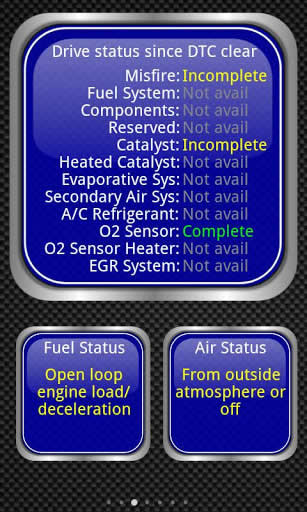 Drive status since DTC clear
Misfire: Incomplete
Fuel System: Not avail
Components: Not avail
Reserved: Not avail
Catalyst: Incomplete
Heated Catalyst: Not avail
Evaporative Sys: Not avail
Secondary Air Sys: Not avail
A/C Refrigerant: Not avail
O2 Sensor: Complete
O2 Sensor Heater: Not avail
EGR System: Not avail
Fuel Status
Open loop
engine load/
deceleration
Air Status
From outside
atmosphere or
off